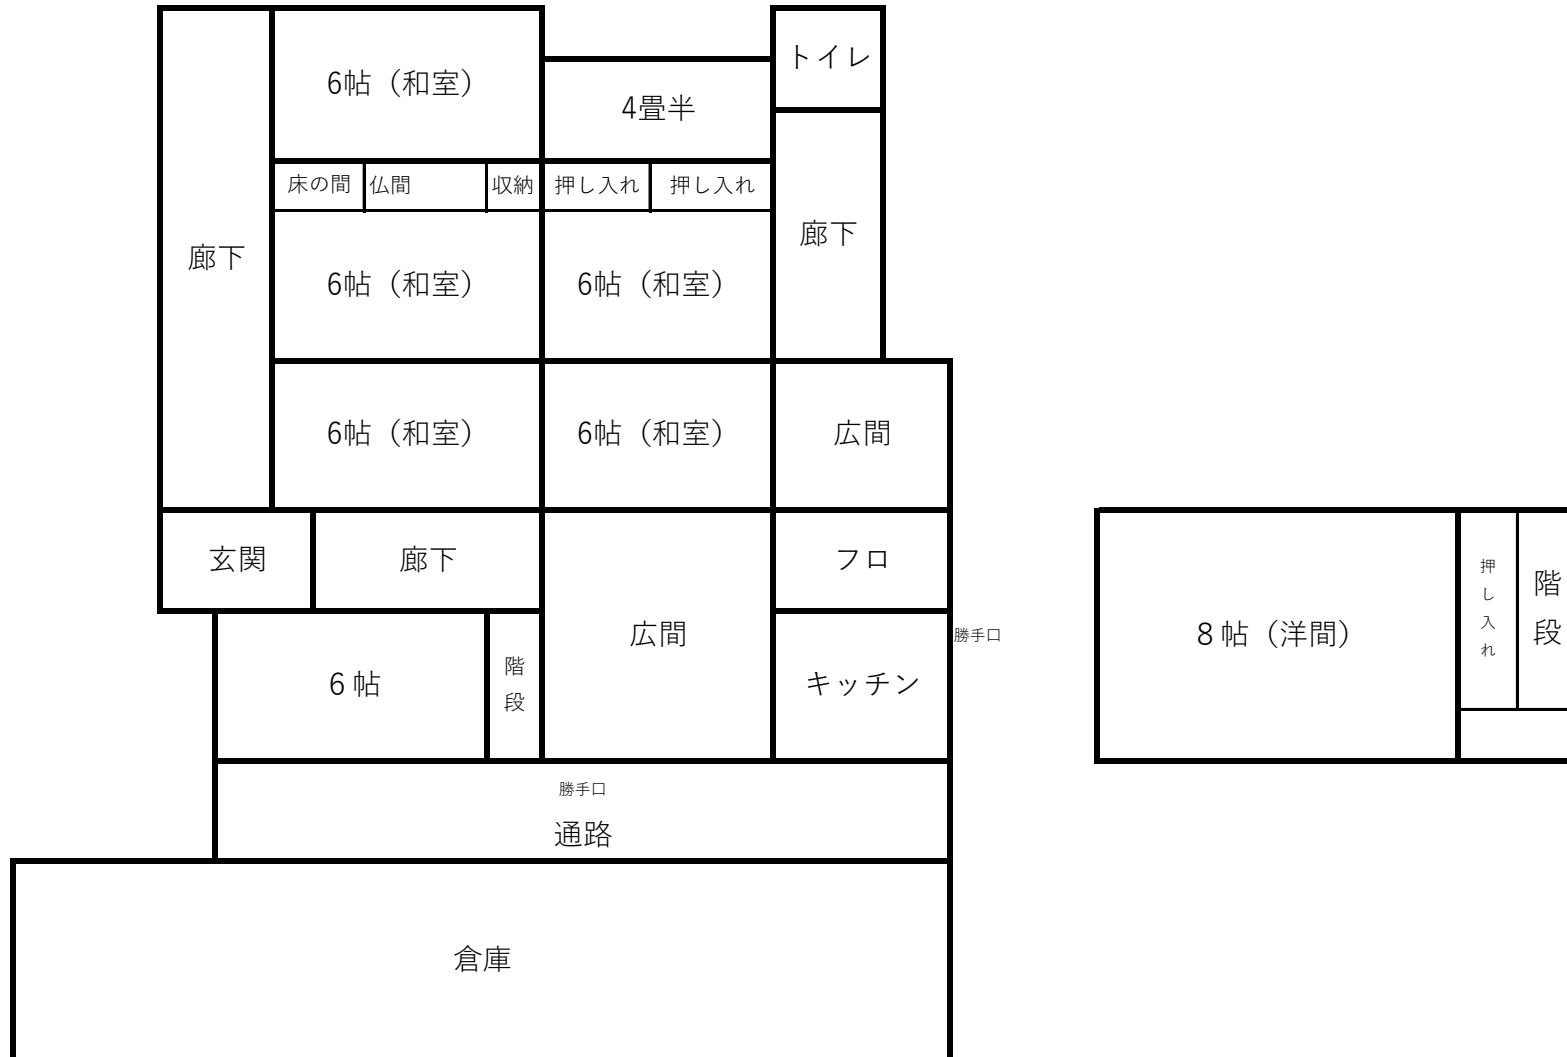 トイレ
6帖（和室）
4畳半
床の間
仏間
収納
押し入れ
押し入れ
廊下
廊下
6帖（和室）
6帖（和室）
6帖（和室）
6帖（和室）
広間
玄関
廊下
フロ
広間
勝手口
6帖
階段
キッチン
勝手口
通路
倉庫
8帖（洋間）
押し入れ
階段